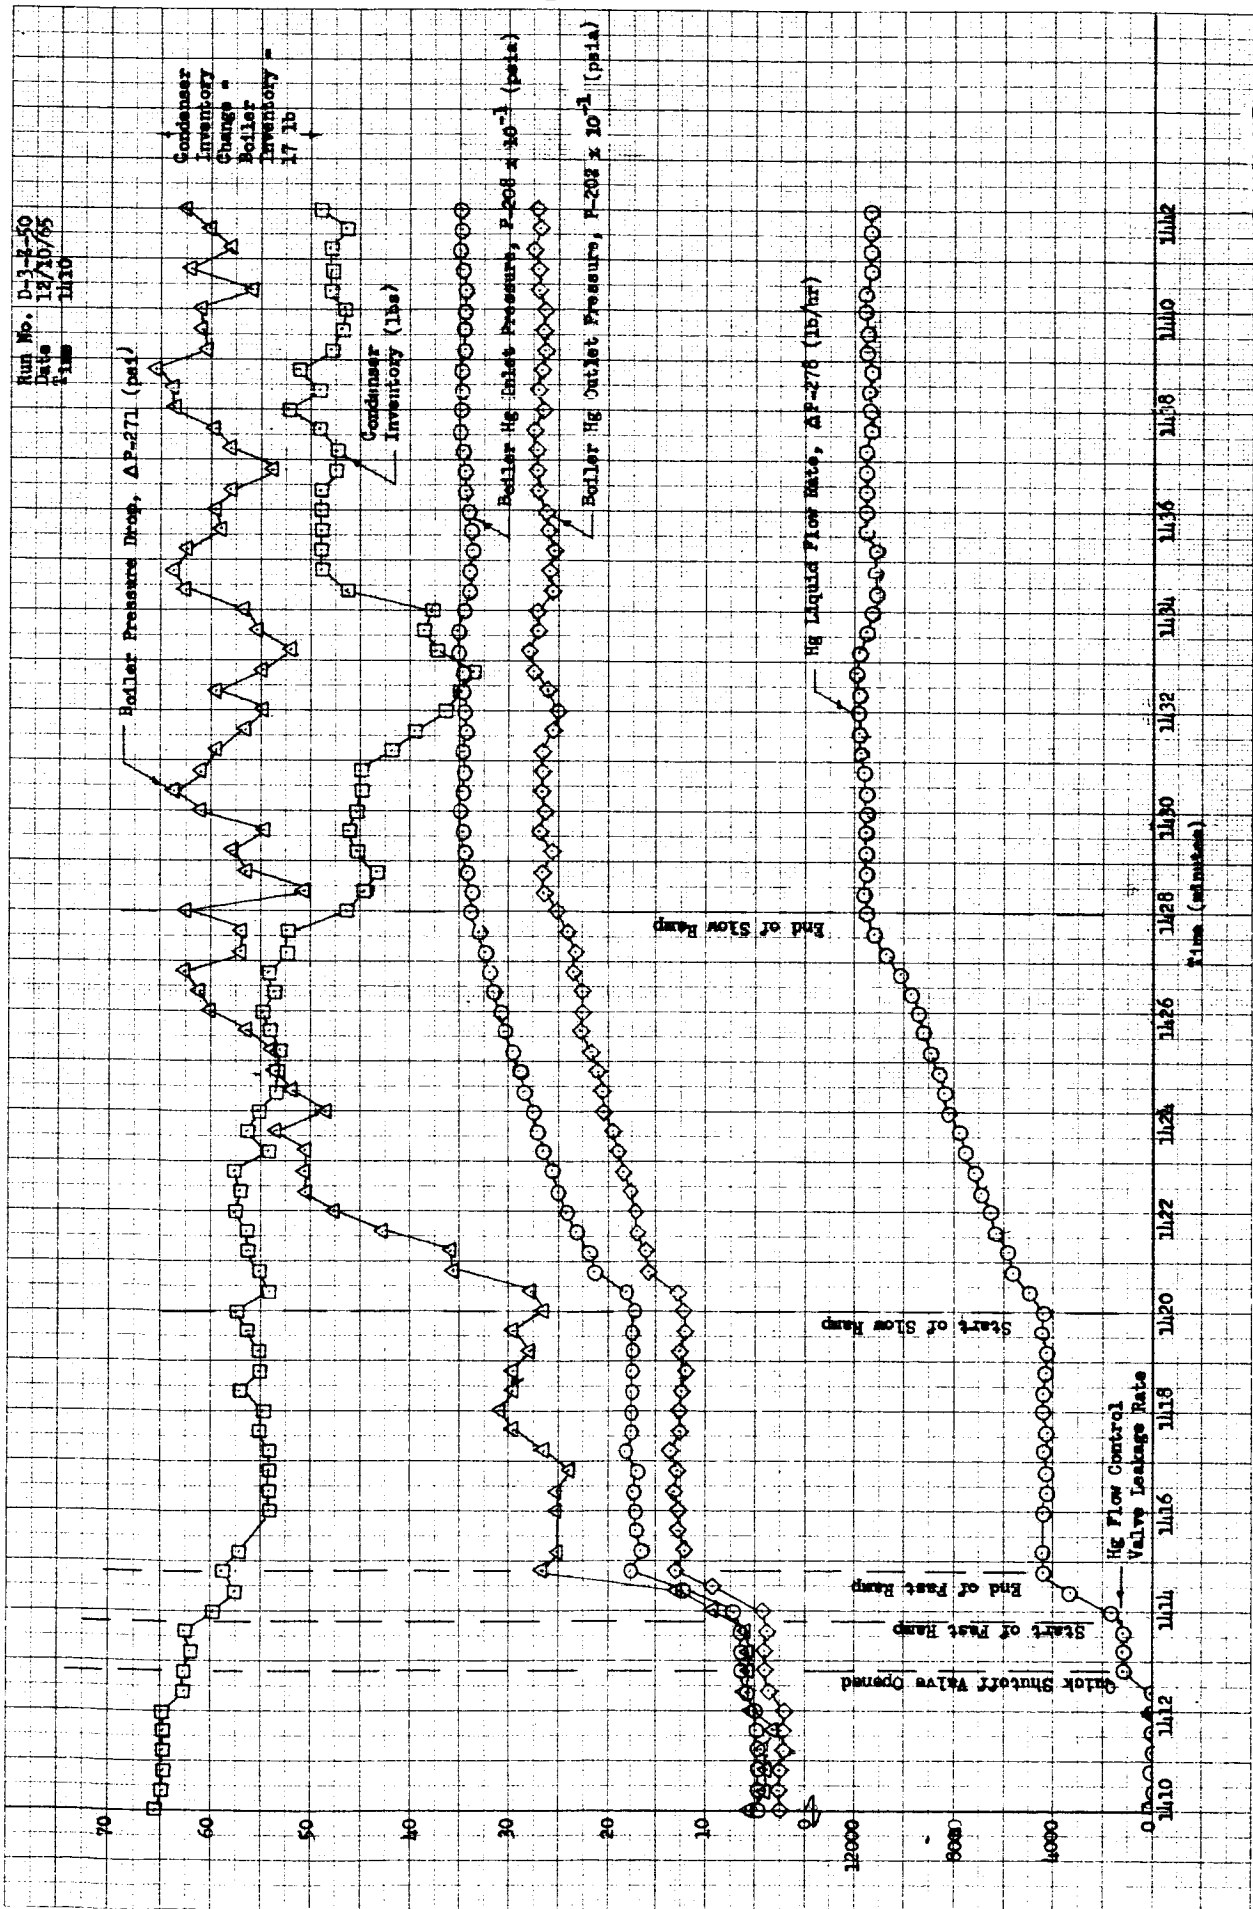 Run No. D-3-Z-50
Date 12/10/65
Time 1410
Condenser
Inventory
Change =
Boiler
Inventory =
17 lb
Boiler Pressure Drop, ΔP-271 (psi)
Condenser
Inventory (lbs)
Boiler Hg Inlet Pressure, P-208 x 10⁻¹ (psia)
Boiler Hg Outlet Pressure, P-202 x 10⁻¹ (psia)
Hg Liquid Flow Rate, ΔP-278 (lb/hr)
End of Slow Ramp
Start of Slow Ramp
End of Fast Ramp
Start of Fast Ramp
Quick Shutoff Valve Opened
Hg Flow Control
Valve Leakage Rate
70
60
50
40
30
20
10
0
12000
8000
4000
0
1410
1412
1414
1416
1418
1420
1422
1424
1426
1428
1430
1432
1434
1436
1438
1440
1442
Time (minutes)